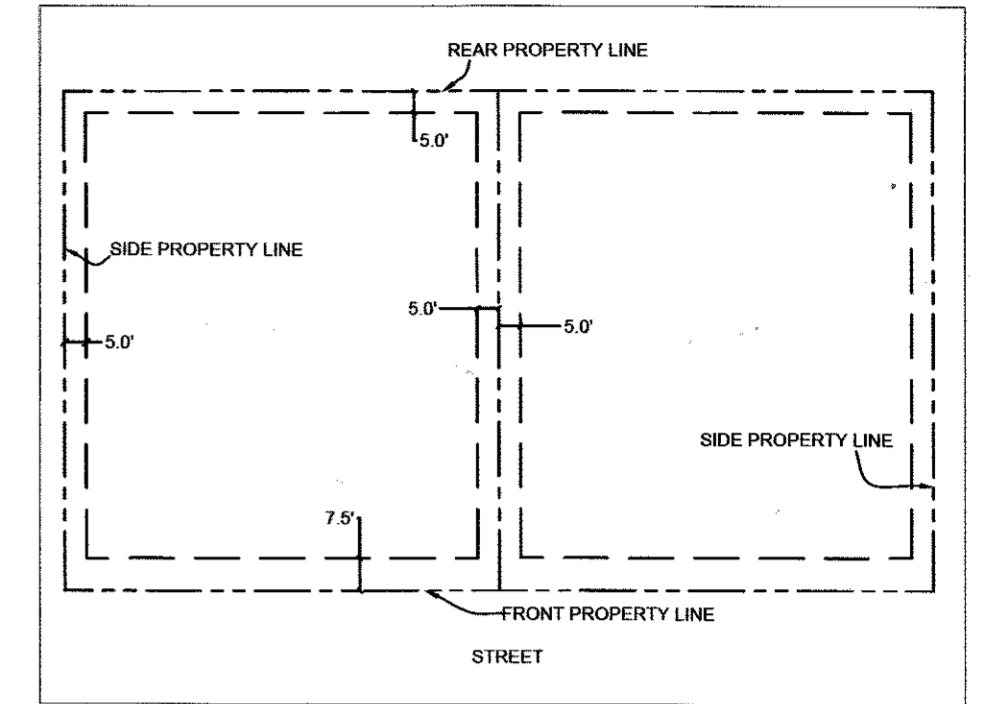 REAR PROPERTY LINE
5.0'
SIDE PROPERTY LINE
5.0'
5.0'
5.0'
SIDE PROPERTY LINE
7.5'
FRONT PROPERTY LINE
STREET